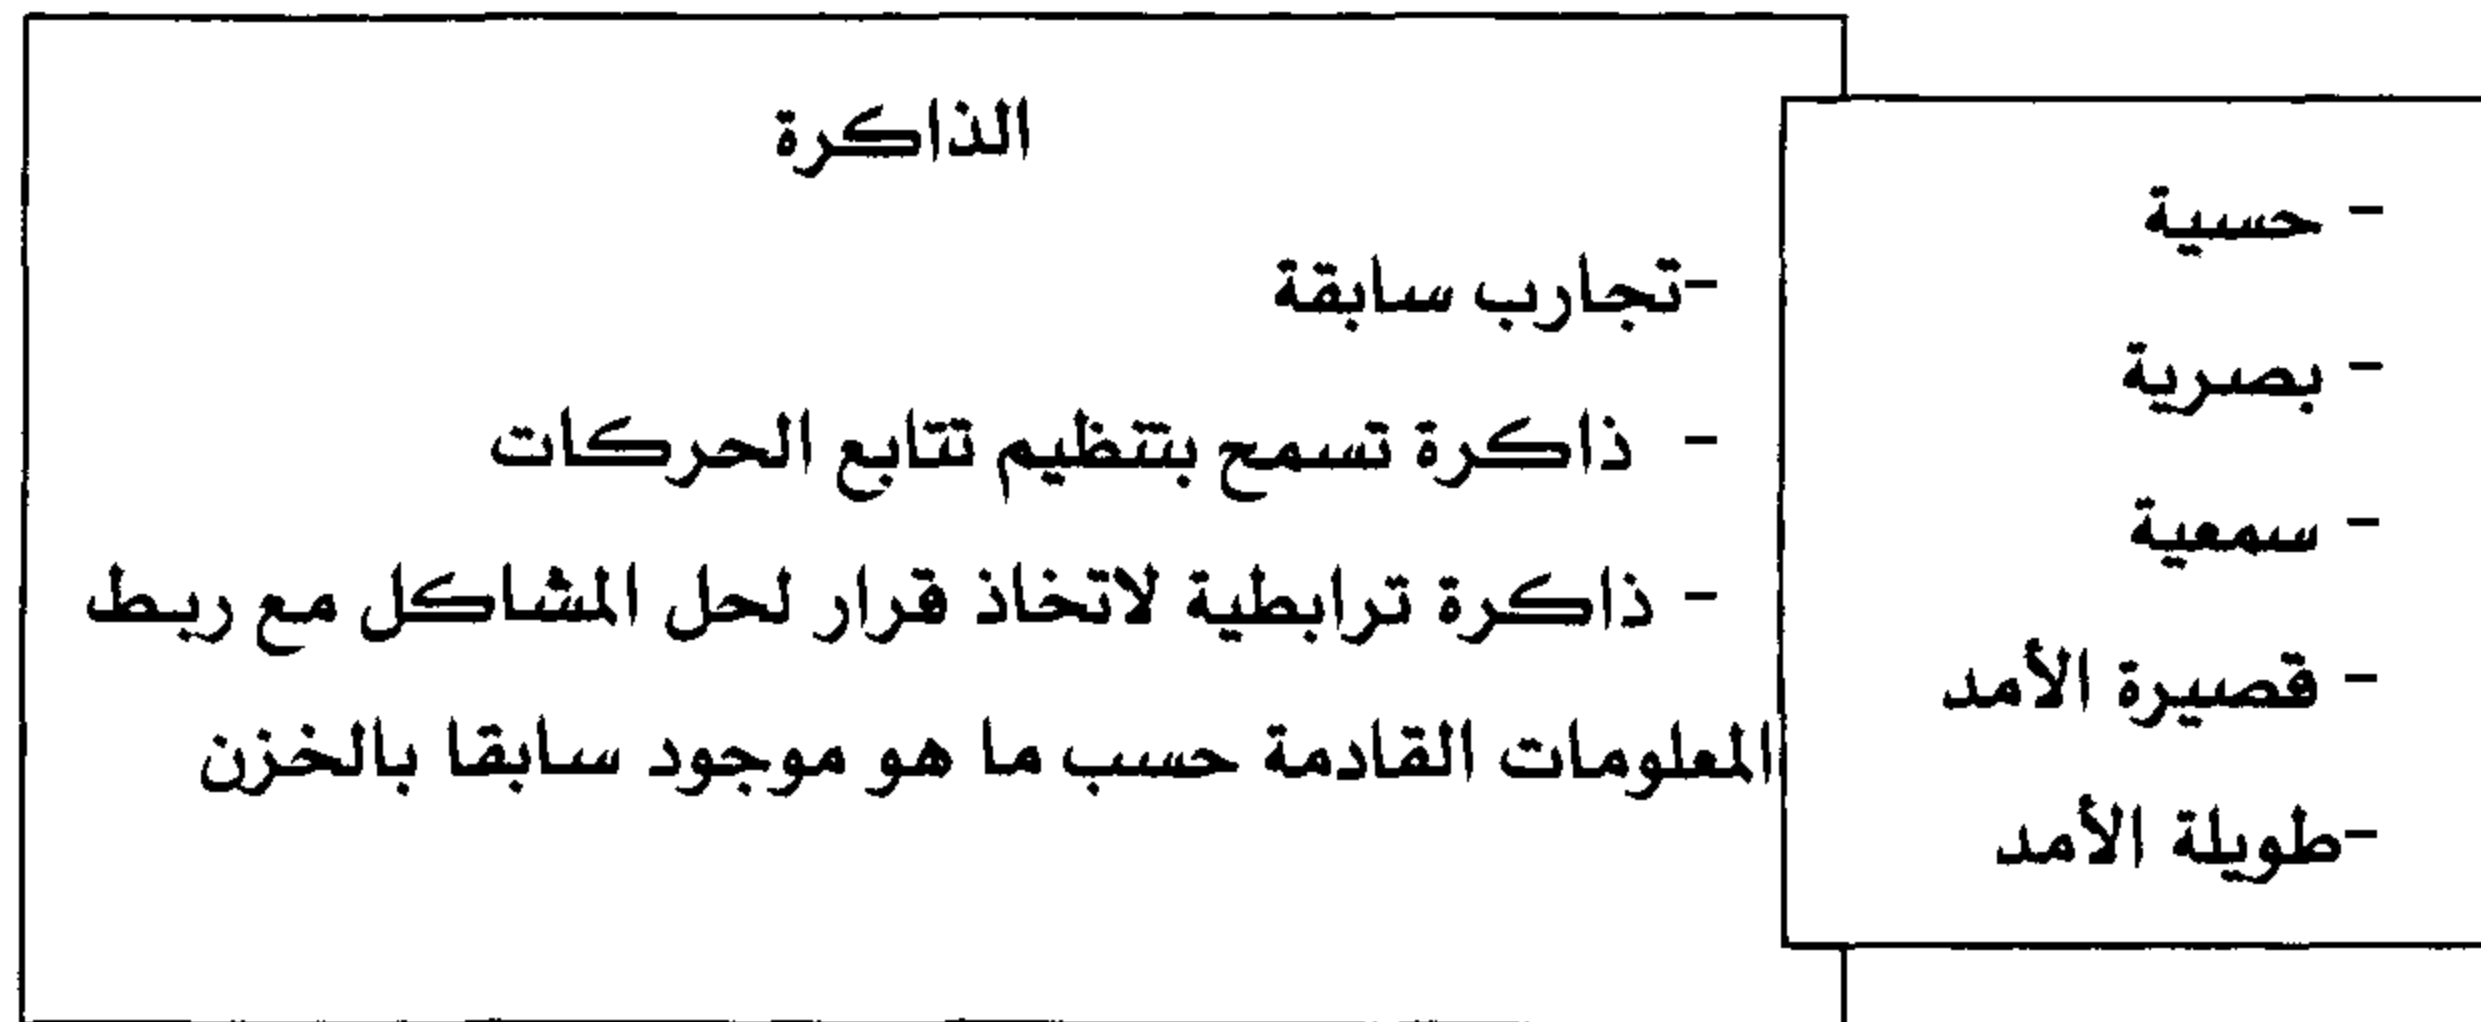 الذاكرة
-تجارب سابقة
- ذاكرة تسمح بتنظيم تتابع الحركات
- ذاكرة ترابطية لاتخاذ قرار لحل المشاكل مع ربط
المعلومات القادمة حسب ما هو موجود سابقا بالخزن
- حسية
- بصرية
- سمعية
- قصيرة الأمد
-طويلة الأمد